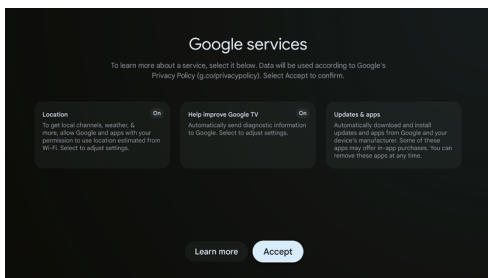 Google services
To learn more about a service, select it below. Data will be used according to Google's
Privacy Policy (g.co/privacypolicy). Select Accept to confirm.
Location
On
To get local channels, weather, &
more, allow Google and apps with your
permission to use location estimated from
Wi-Fi. Select to adjust settings.
Help improve Google TV
On
Automatically send diagnostic information
to Google. Select to adjust settings.
Updates & apps
Automatically download and install
updates and apps from Google and your
device's manufacturer. Some of these
apps may offer in-app purchases. You can
remove these apps at any time.
Learn more
Accept